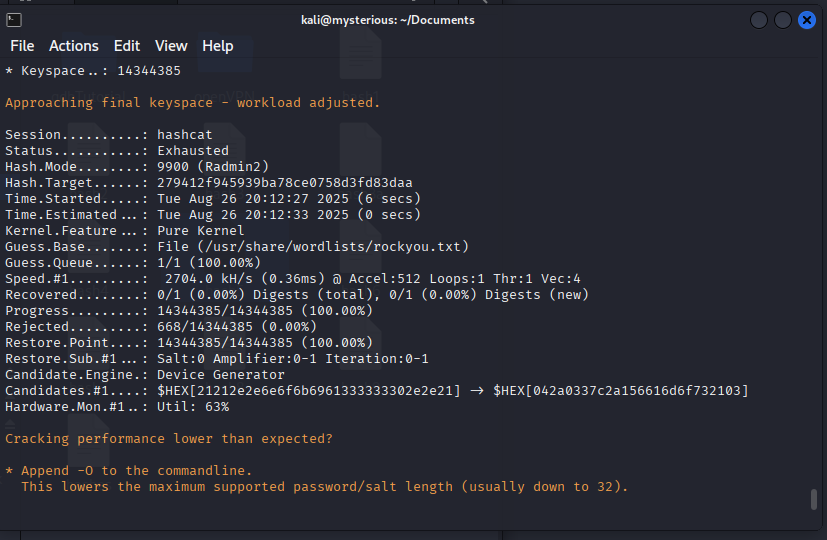 kali@mysterious: ~/Documents
File Actions Edit View Help
* Keyspace..: 14344385
Approaching final keyspace - workload adjusted.
Session..........: hashcat
Status...........: Exhausted
Hash.Mode........: 9900 (Radmin2)
Hash.Target......: 279412f945939ba78ce0758d3fd83daa
Time.Started.....: Tue Aug 26 20:12:27 2025 (6 secs)
Time.Estimated...: Tue Aug 26 20:12:33 2025 (0 secs)
Kernel.Feature...: Pure Kernel
Guess.Base.......: File (/usr/share/wordlists/rockyou.txt)
Guess.Queue......: 1/1 (100.00%)
Speed.#1.........:  2704.0 kH/s (0.36ms) @ Accel:512 Loops:1 Thr:1 Vec:4
Recovered........: 0/1 (0.00%) Digests (total), 0/1 (0.00%) Digests (new)
Progress.........: 14344385/14344385 (100.00%)
Rejected.........: 668/14344385 (0.00%)
Restore.Point....: 14344385/14344385 (100.00%)
Restore.Sub.#1...: Salt:0 Amplifier:0-1 Iteration:0-1
Candidate.Engine.: Device Generator
Candidates.#1....: $HEX[21212e2e6e6f6b6961333333302e2e21] -> $HEX[042a0337c2a156616d6f732103]
Hardware.Mon.#1..: Util: 63%
Cracking performance lower than expected?
* Append -O to the commandline.
This lowers the maximum supported password/salt length (usually down to 32).